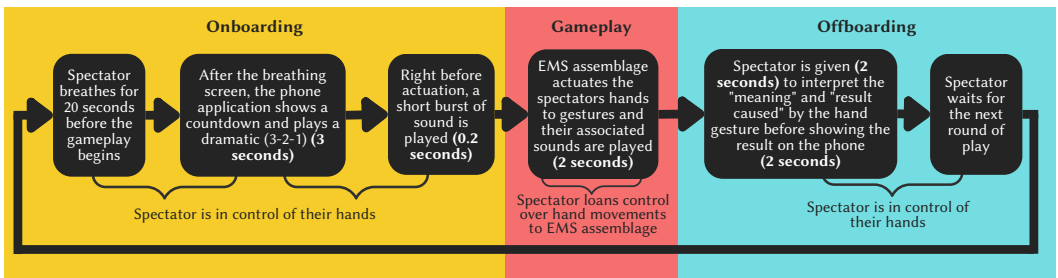 Onboarding
Gameplay
Offboarding
Spectator
breathes for
20 seconds
before the
gameplay
begins
After the breathing
screen, the phone
application shows a
countdown and plays a
dramatic (3-2-1) (3
seconds)
Right before
actuation, a
short burst of
sound is
played (0.2
seconds)
EMS assemblage
actuates the
spectators hands
to gestures and
their associated
sounds are played
(2 seconds)
Spectator is given (2
seconds) to interpret the
"meaning" and "result
caused" by the hand
gesture before showing the
result on the phone
(2 seconds)
Spectator
waits for
the next
round of
play
Spectator is in control of their hands
Spectator loans control
over hand movements
to EMS assemblage
Spectator is in control of
their hands